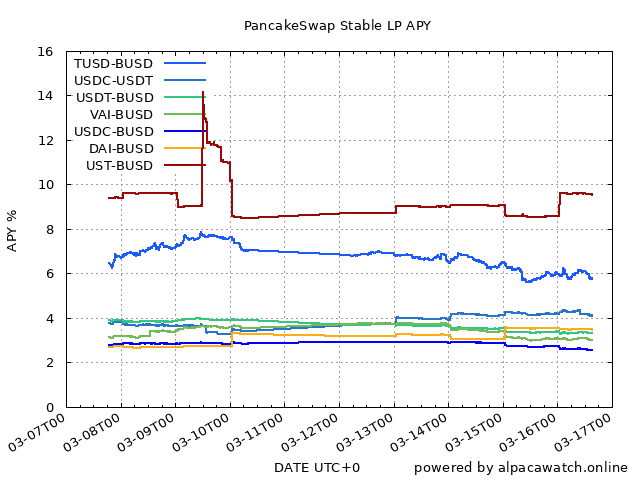 PancakeSwap Stable LP APY
16
14
12
10
8
6
4
2
0
APY %
TUSD-BUSD
USDC-USDT
USDT-BUSD
VAI-BUSD
USDC-BUSD
DAI-BUSD
UST-BUSD
03-07T00
03-08T00
03-09T00
03-10T00
03-11T00
03-12T00
03-13T00
03-14T00
03-15T00
03-16T00
03-17T00
DATE UTC+0
powered by alpacawatch.online